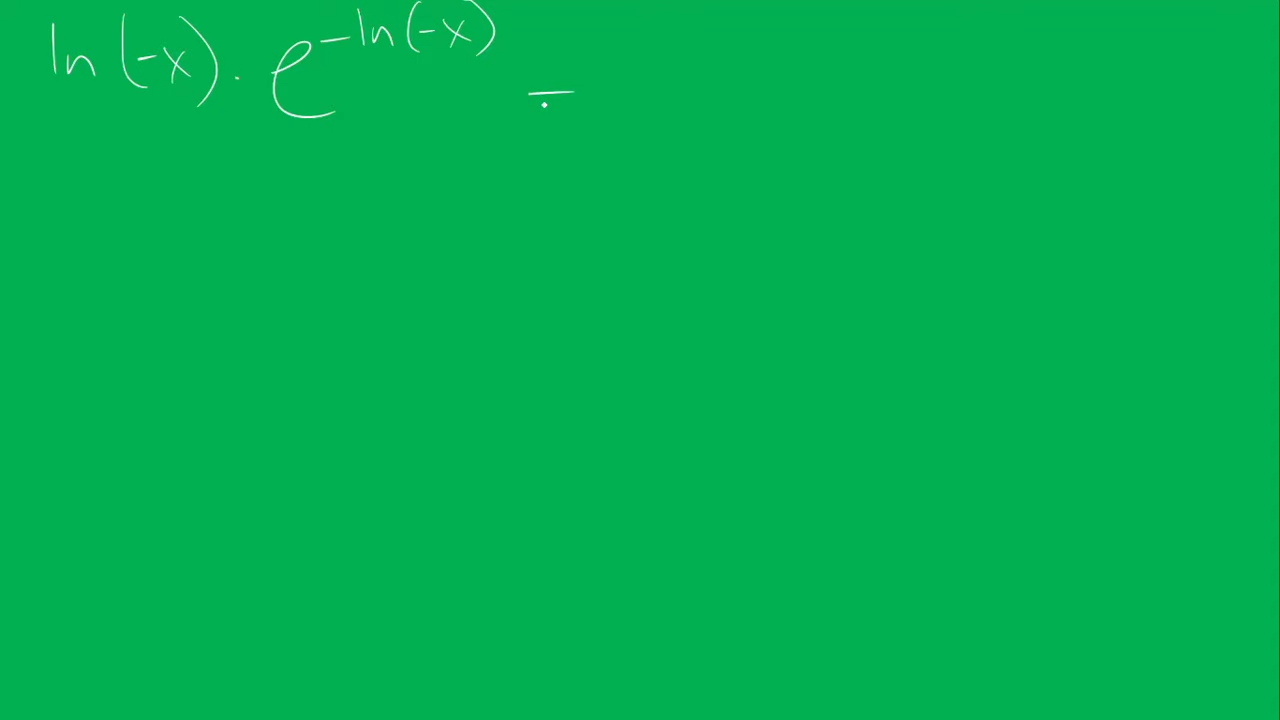 ln(-x) · e^{-ln(-x)} =